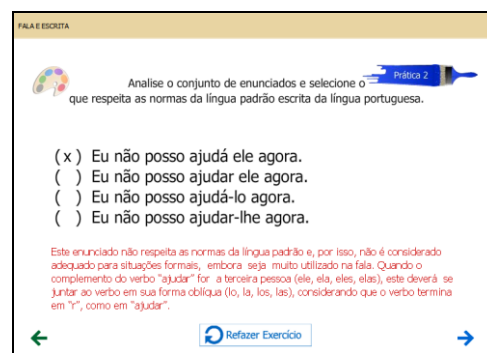 FALA E ESCRITA
Prática 2
Analise o conjunto de enunciados e selecione o
que respeita as normas da língua padrão escrita da língua portuguesa.
( x ) Eu não posso ajudá ele agora.
( ) Eu não posso ajudar ele agora.
( ) Eu não posso ajudá-lo agora.
( ) Eu não posso ajudar-lhe agora.
Este enunciado não respeita as normas da língua padrão e, por isso, não é considerado
adequado para situações formais, embora seja muito utilizado na fala. Quando o
complemento do verbo "ajudar" for a terceira pessoa (ele, ela, eles, elas), este deverá se
juntar ao verbo em sua forma oblíqua (lo, la, los, las), considerando que o verbo termina
em "r", como em "ajudar".
Refazer Exercício